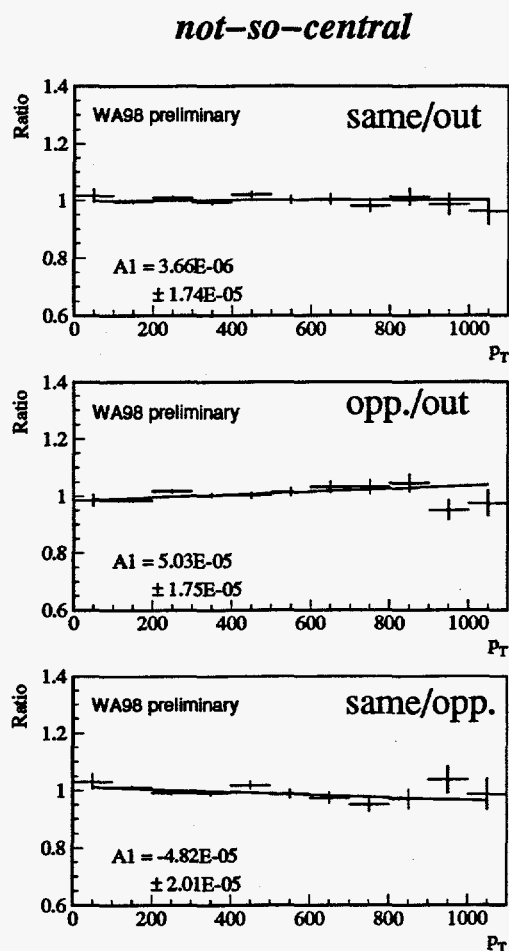 not-so-central
1.4
Ratio
WA98 preliminary
same/out
1.2
1
0.8
A1 = 3.66E-06
± 1.74E-05
0.6
0 200 400 600 800 1000
pT
1.4
Ratio
WA98 preliminary
opp./out
1.2
1
0.8
A1 = 5.03E-05
± 1.75E-05
0.6
0 200 400 600 800 1000
pT
1.4
Ratio
WA98 preliminary
same/opp.
1.2
1
0.8
A1 = -4.82E-05
± 2.01E-05
0.6
0 200 400 600 800 1000
pT